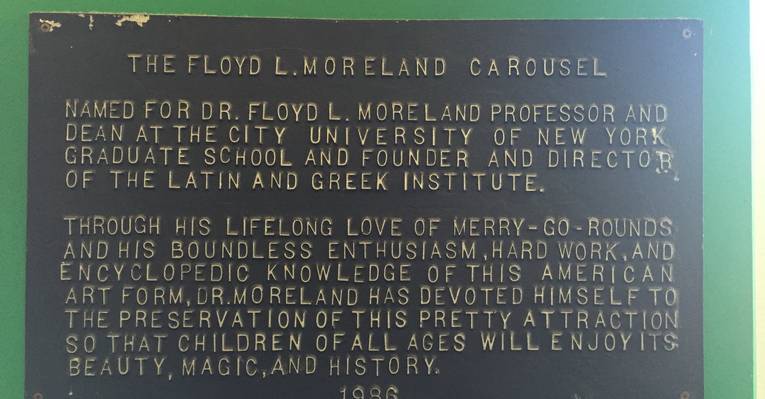 THE FLOYD L. MORELAND CAROUSEL
NAMED FOR DR. FLOYD L. MORELAND PROFESSOR AND
DEAN AT THE CITY UNIVERSITY OF NEW YORK
GRADUATE SCHOOL AND FOUNDER AND DIRECTOR
OF THE LATIN AND GREEK INSTITUTE.
THROUGH HIS LIFELONG LOVE OF MERRY-GO-ROUNDS
AND HIS BOUNDLESS ENTHUSIASM, HARD WORK, AND
ENCYCLOPEDIC KNOWLEDGE OF THIS AMERICAN
ART FORM, DR. MORELAND HAS DEVOTED HIMSELF TO
THE PRESERVATION OF THIS PRETTY ATTRACTION
SO THAT CHILDREN OF ALL AGES WILL ENJOY ITS
BEAUTY, MAGIC, AND HISTORY.
1986